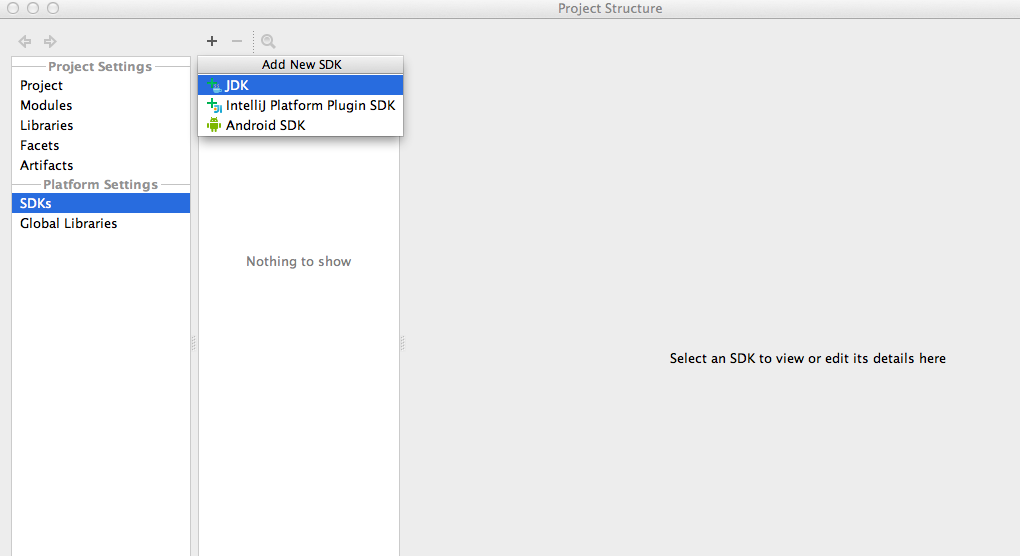 Project Structure
Project Settings
Project
Modules
Libraries
Facets
Artifacts
Platform Settings
SDKs
Global Libraries
Add New SDK
JDK
IntelliJ Platform Plugin SDK
Android SDK
Nothing to show
Select an SDK to view or edit its details here